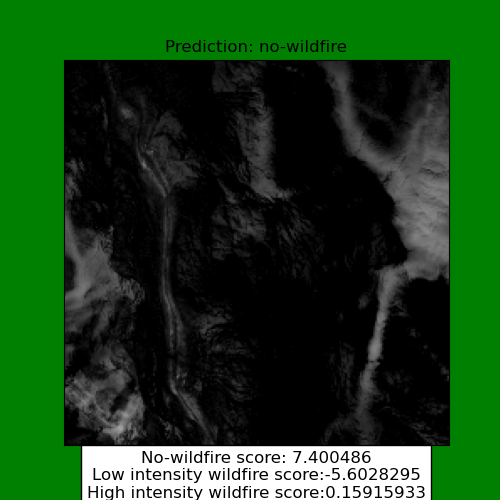 Prediction: no-wildfire
No-wildfire score: 7.400486
Low intensity wildfire score:-5.6028295
High intensity wildfire score:0.15915933